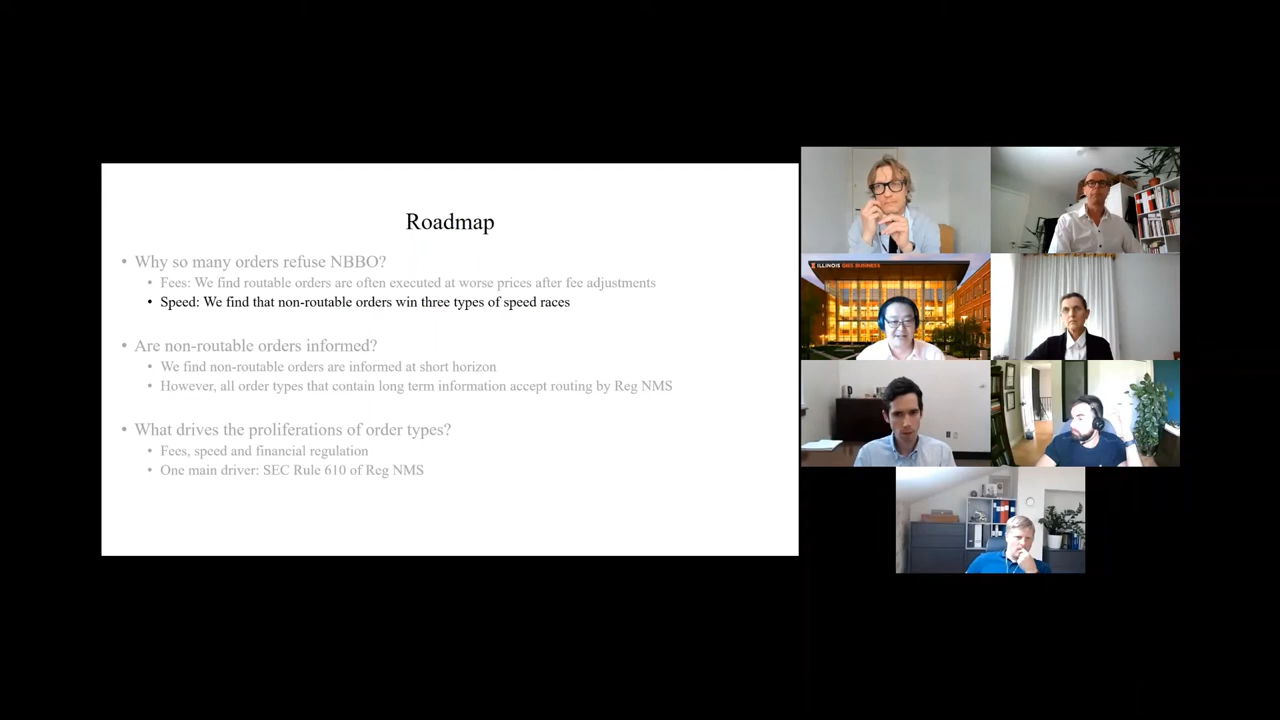 Roadmap
• Why so many orders refuse NBBO?
• Fees: We find routable orders are often executed at worse prices after fee adjustments
• Speed: We find that non-routable orders win three types of speed races
• Are non-routable orders informed?
• We find non-routable orders are informed at short horizon
• However, all order types that contain long term information accept routing by Reg NMS
• What drives the proliferations of order types?
• Fees, speed and financial regulation
• One main driver: SEC Rule 610 of Reg NMS
ILLINOIS GIES BUSINESS